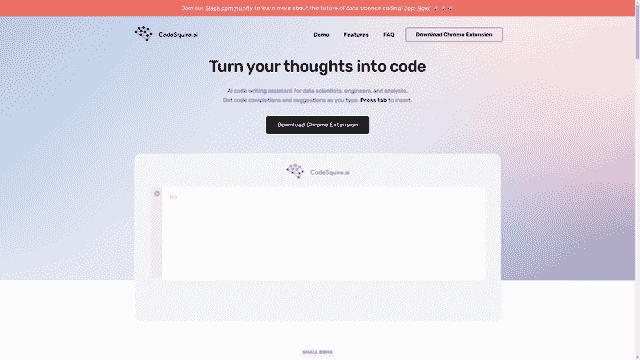 Join our Slack community to learn more about the future of data science coding! Join Now!
CodeSquire.ai
Demo
Features
FAQ
Download Chrome Extension
Turn your thoughts into code
AI code writing assistant for data scientists, engineers, and analysts.
Get code completions and suggestions as you type. Press tab to insert.
Download Chrome Extension
CodeSquire.ai
SMALL DEMO